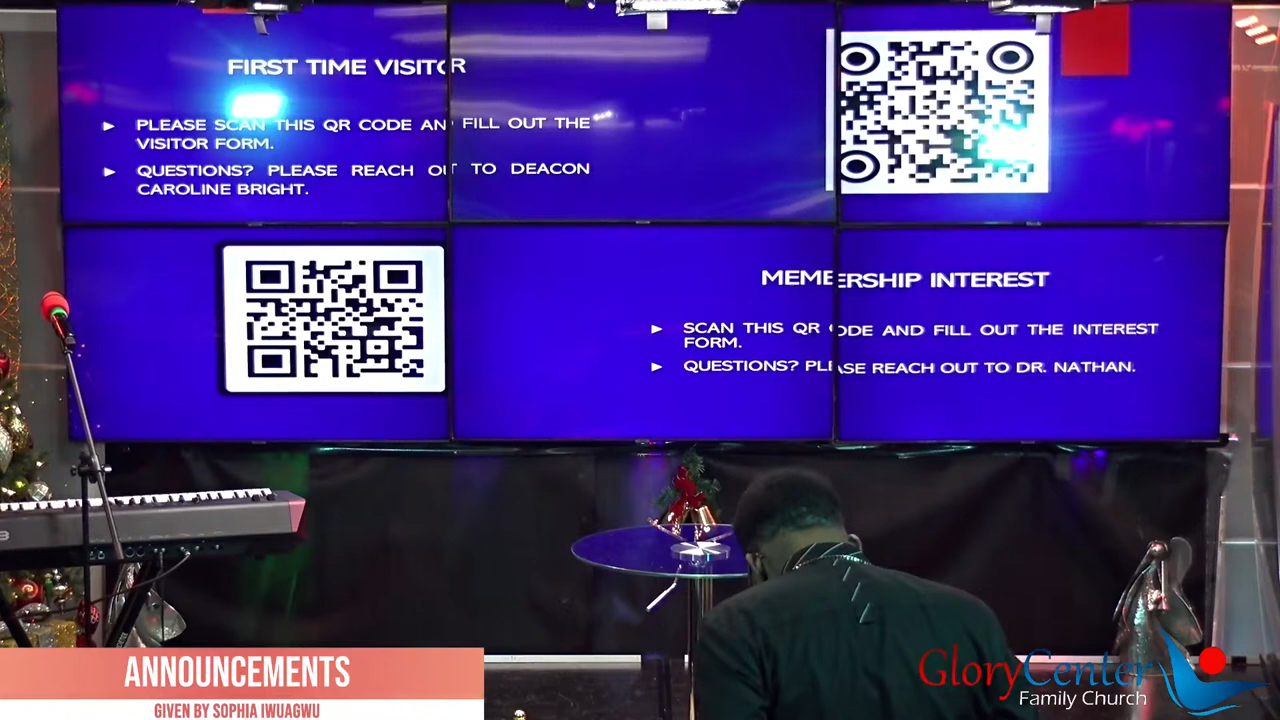 FIRST TIME VISITOR
► PLEASE SCAN THIS QR CODE AN FILL OUT THE
VISITOR FORM.
► QUESTIONS? PLEASE REACH OUT TO DEACON
CAROLINE BRIGHT.
MEMBERSHIP INTEREST
► SCAN THIS QR CODE AND FILL OUT THE INTEREST
FORM.
► QUESTIONS? PLEASE REACH OUT TO DR. NATHAN.
ANNOUNCEMENTS
GIVEN BY SOPHIA IWUAGWU
GloryCenter
Family Church